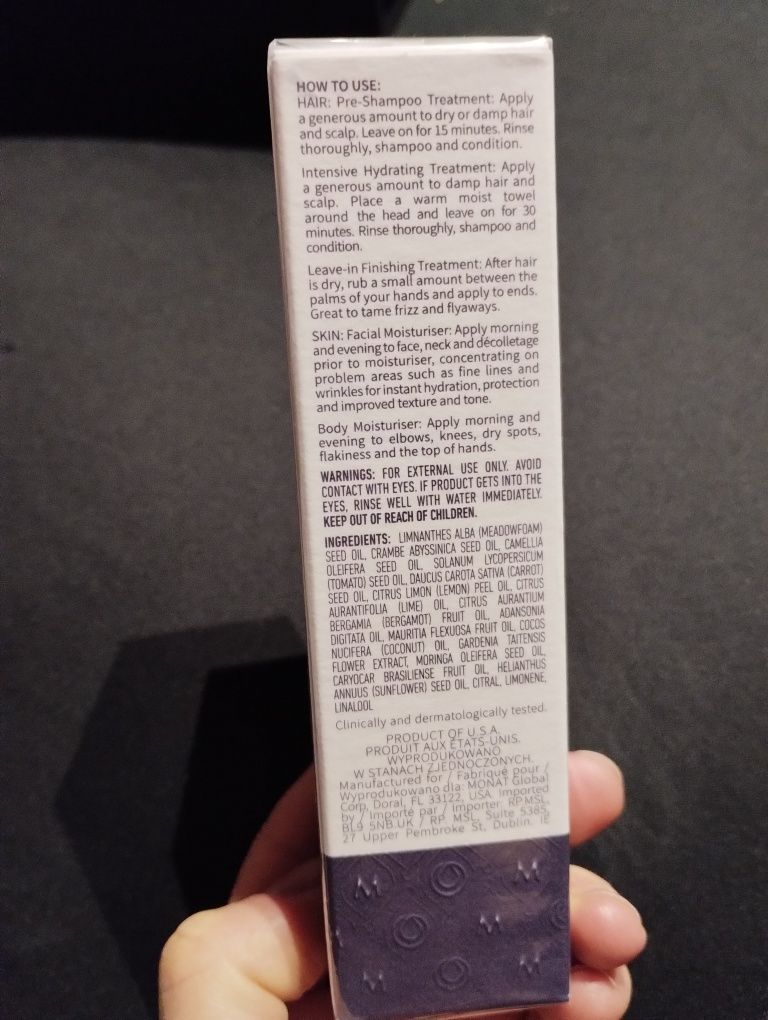 HOW TO USE:
HAIR: Pre-Shampoo Treatment: Apply
a generous amount to dry or damp hair
and scalp. Leave on for 15 minutes. Rinse
thoroughly, shampoo and condition.
Intensive Hydrating Treatment: Apply
a generous amount to damp hair and
scalp. Place a warm moist towel
around the head and leave on for 30
minutes. Rinse thoroughly, shampoo and
condition.
Leave-in Finishing Treatment: After hair
is dry, rub a small amount between the
palms of your hands and apply to ends.
Great to tame frizz and flyaways.
SKIN: Facial Moisturiser: Apply morning
and evening to face, neck and décolletage
prior to moisturiser, concentrating on
problem areas such as fine lines and
wrinkles for instant hydration, protection
and improved texture and tone.
Body Moisturiser: Apply morning and
evening to elbows, knees, dry spots,
flakiness and the top of hands.
WARNINGS: FOR EXTERNAL USE ONLY. AVOID
CONTACT WITH EYES. IF PRODUCT GETS INTO THE
EYES, RINSE WELL WITH WATER IMMEDIATELY.
KEEP OUT OF REACH OF CHILDREN.
INGREDIENTS: LIMNANTHES ALBA (MEADOWFOAM)
SEED OIL, CRAMBE ABYSSINICA SEED OIL, CAMELLIA
OLEIFERA SEED OIL, SOLANUM LYCOPERSICUM
(TOMATO) SEED OIL, DAUCUS CAROTA SATIVA (CARROT)
SEED OIL, CITRUS LIMON (LEMON) PEEL OIL, CITRUS
AURANTIFOLIA (LIME) OIL, CITRUS AURANTIUM
BERGAMIA (BERGAMOT) FRUIT OIL, ADANSONIA
DIGITATA OIL, MAURITIA FLEXUOSA FRUIT OIL, COCOS
NUCIFERA (COCONUT) OIL, GARDENIA TAITENSIS
FLOWER EXTRACT, MORINGA OLEIFERA SEED OIL,
CARYOCAR BRASILIENSE FRUIT OIL, HELIANTHUS
ANNUUS (SUNFLOWER) SEED OIL, CITRAL, LIMONENE,
LINALOOL
Clinically and dermatologically tested.
PRODUCT OF U.S.A.
PRODUIT AUX ÉTATS-UNIS.
WYPRODUKOWANO
W STANACH ZJEDNOCZONYCH.
Manufactured for / Fabriqué pour /
Wyprodukowano dla: MONAT Global
Corp, Doral, FL 33122, USA. Imported
by / Importé par / Importer: RP MSL,
BL9 5NB.UK / RP MSL, Suite 5385,
27 Upper Pembroke St, Dublin. IE
M M
M
M M